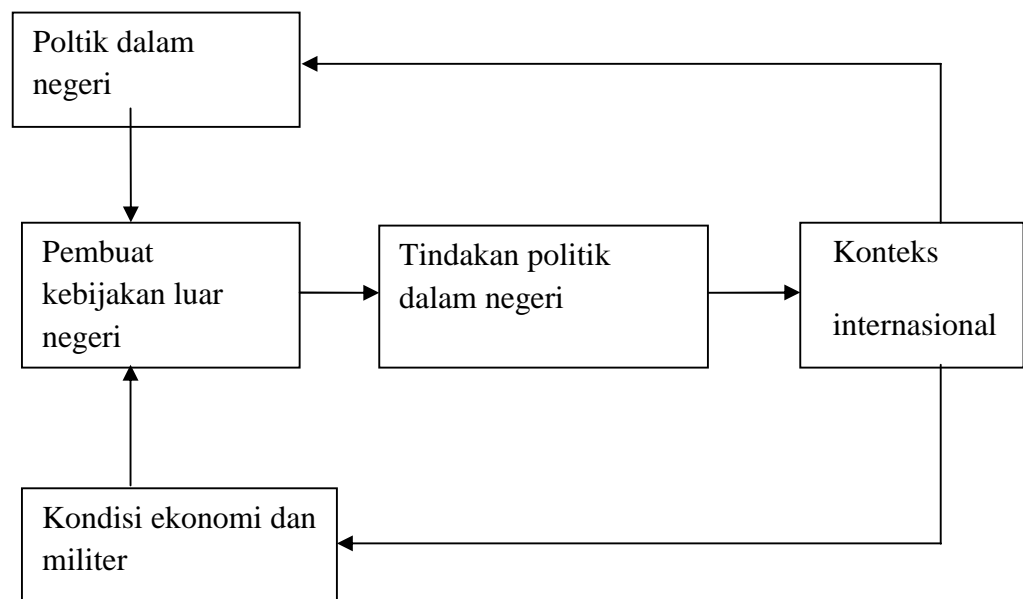 Poltik dalam
negeri
Pembuat
kebijakan luar
negeri
Tindakan politik
dalam negeri
Konteks
internasional
Kondisi ekonomi dan
militer